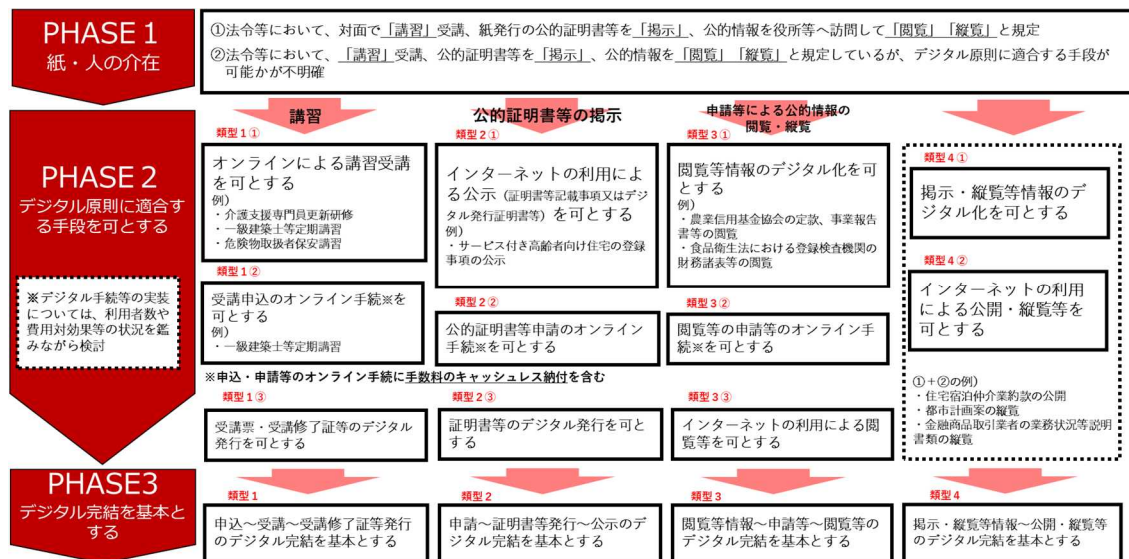 PHASE 1
紙・人の介在
①法令等において、対面で「講習」受講、紙発行の公的証明書等を「掲示」、公的情報を役所等へ訪問して「閲覧」「縦覧」と規定
②法令等において、「講習」受講、公的証明書等を「掲示」、公的情報を「閲覧」「縦覧」と規定しているが、デジタル原則に適合する手段が
可能かが不明確
PHASE 2
デジタル原則に適合す
る手段を可とする
※デジタル手続等の実装
については、利用者数や
費用対効果等の状況を鑑
みながら検討
講習
類型1①
オンラインによる講習受講
を可とする
例）
・介護支援専門員更新研修
・一級建築士等定期講習
・危険物取扱者保安講習
類型1②
受講申込のオンライン手続※を
可とする
例）
・一級建築士等定期講習
公的証明書等の掲示
類型2①
インターネットの利用によ
る公示（証明書等記載事項又はデジ
タル発行証明書等）を可とする
例）
・サービス付き高齢者向け住宅の登録
事項の公示
類型2②
公的証明書等申請のオンライン
手続※を可とする
申請等による公的情報の
閲覧・縦覧
類型3①
閲覧等情報のデジタル化を可
とする
例）
・農業信用基金協会の定款、事業報告
書等の閲覧
・食品衛生法における登録検査機関の
財務諸表等の閲覧
類型3②
閲覧等の申請等のオンライン手
続※を可とする
類型4①
掲示・縦覧等情報のデ
ジタル化を可とする
類型4②
インターネットの利用
による公開・縦覧等を
可とする
①＋②の例）
・住宅宿泊仲介業約款の公開
・都市計画案の縦覧
・金融商品取引業者の業務状況等説明
書類の縦覧
※申込・申請等のオンライン手続に手数料のキャッシュレス納付を含む
類型1③
受講票・受講修了証等のデジタル
発行を可とする
類型2③
証明書等のデジタル発行を可と
する
類型3③
インターネットの利用による閲
覧等を可とする
PHASE3
デジタル完結を基本と
する
類型1
申込～受講～受講修了証等発行
のデジタル完結を基本とする
類型2
申請～証明書等発行～公示のデ
ジタル完結を基本とする
類型3
閲覧等情報～申請等～閲覧等の
デジタル完結を基本とする
類型4
掲示・縦覧等情報～公開・縦覧等
のデジタル完結を基本とする